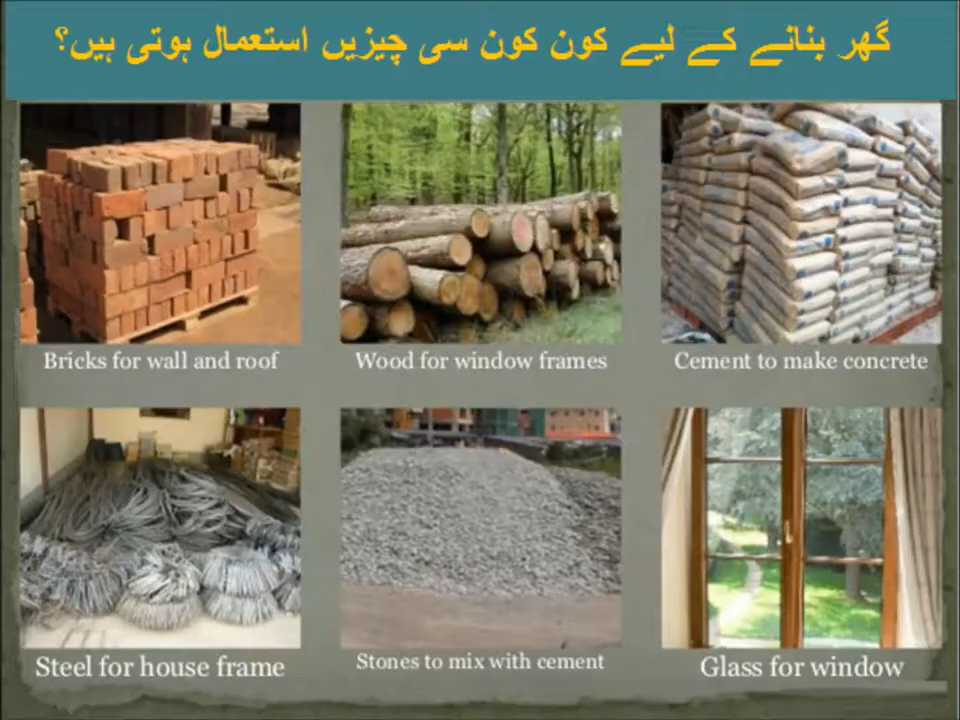 گھر بنانے کے لیے کون کون سی چیزیں استعمال ہوتی ہیں؟
Bricks for wall and roof
Wood for window frames
Cement to make concrete
Steel for house frame
Stones to mix with cement
Glass for window